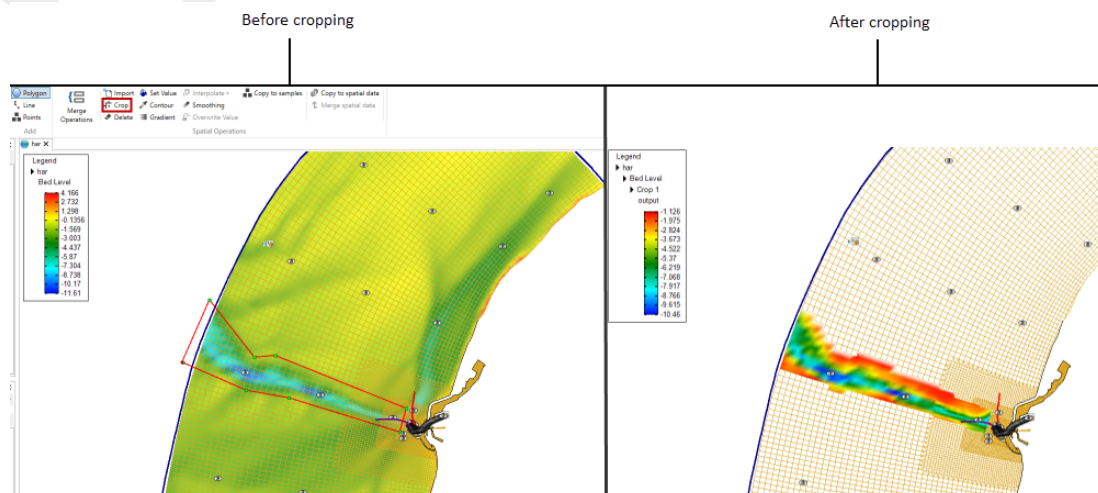 Before cropping
After cropping
Polygon
Line
Points
Add
Merge
Operations
Import
Crop
Delete
Set Value
Contour
Gradient
Interpolate
Smoothing
Overwrite Value
Copy to samples
Copy to spatial data
Merge spatial data
Spatial Operations
har
Legend
har
Bed Level
4.166
2.732
1.298
-0.1356
-1.569
-3.003
-4.437
-5.87
-7.304
-8.738
-10.17
-11.61
Legend
har
Bed Level
Crop 1
output
-1.126
-1.975
-2.824
-3.673
-4.522
-5.37
-6.219
-7.068
-7.917
-8.766
-9.615
-10.46